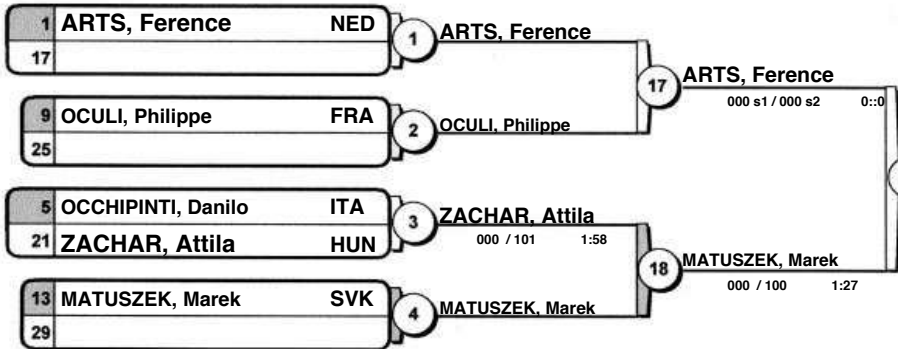 1 ARTS, Ference NED
17
1 ARTS, Ference
9 OCULI, Philippe FRA
25
2 OCULI, Philippe
17 ARTS, Ference
000 s1 / 000 s2 0::0
5 OCCHIPINTI, Danilo ITA
21 ZACHAR, Attila HUN
3 ZACHAR, Attila
000 / 101 1:58
13 MATUSZEK, Marek SVK
29
4 MATUSZEK, Marek
18 MATUSZEK, Marek
000 / 100 1:27